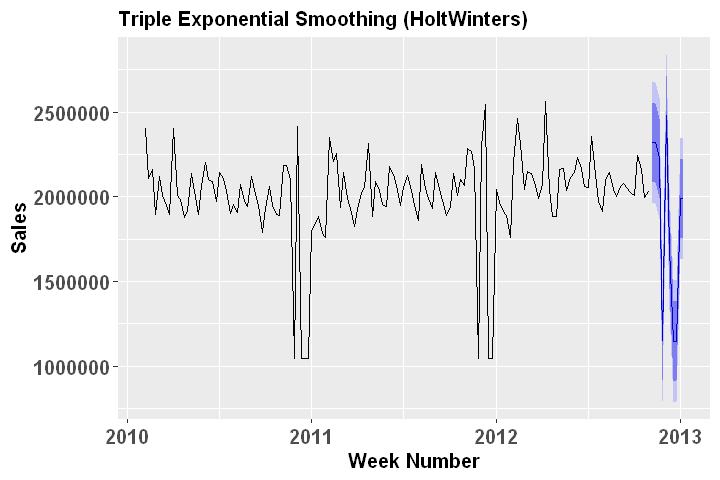 Triple Exponential Smoothing (HoltWinters)
Sales
2500000
2000000
1500000
1000000
2010 2011 2012 2013
Week Number